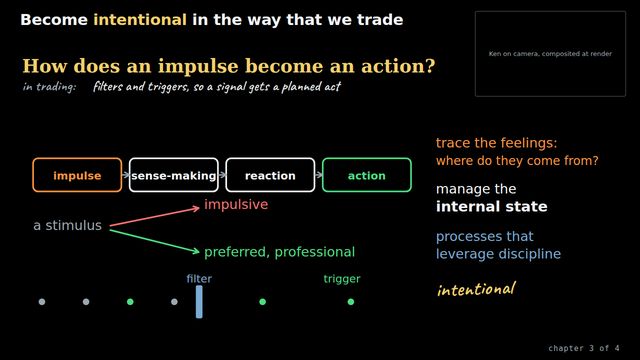 Become intentional in the way that we trade
Ken on camera, composited at render
How does an impulse become an action?
in trading: filters and triggers, so a signal gets a planned act
impulse
sense-making
reaction
action
a stimulus
impulsive
preferred, professional
filter
trigger
trace the feelings:
where do they come from?
manage the
internal state
processes that
leverage discipline
intentional
chapter 3 of 4